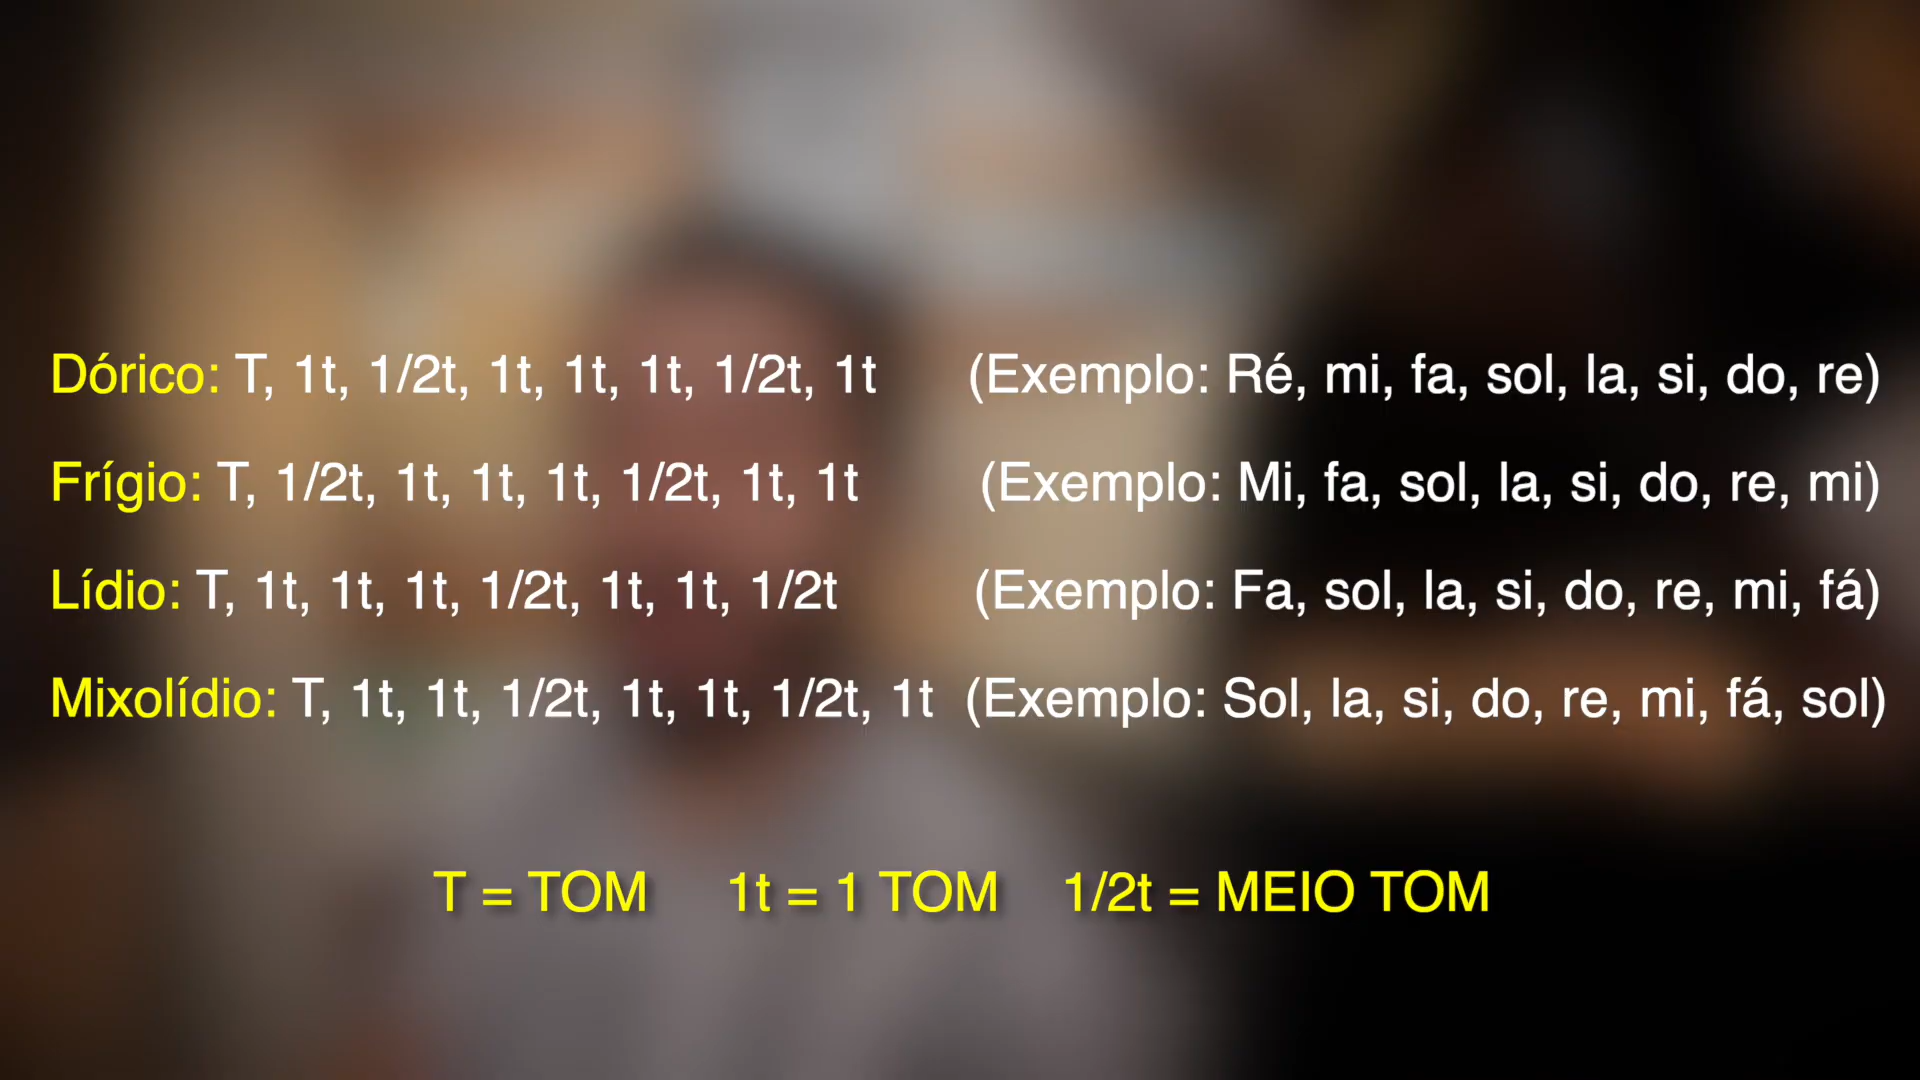 Dórico: T, 1t, 1/2t, 1t, 1t, 1t, 1/2t, 1t (Exemplo: Ré, mi, fa, sol, la, si, do, re)
Frígio: T, 1/2t, 1t, 1t, 1t, 1/2t, 1t, 1t (Exemplo: Mi, fa, sol, la, si, do, re, mi)
Lídio: T, 1t, 1t, 1t, 1/2t, 1t, 1t, 1/2t (Exemplo: Fa, sol, la, si, do, re, mi, fá)
Mixolídio: T, 1t, 1t, 1/2t, 1t, 1t, 1/2t, 1t (Exemplo: Sol, la, si, do, re, mi, fá, sol)
T = TOM 1t = 1 TOM 1/2t = MEIO TOM